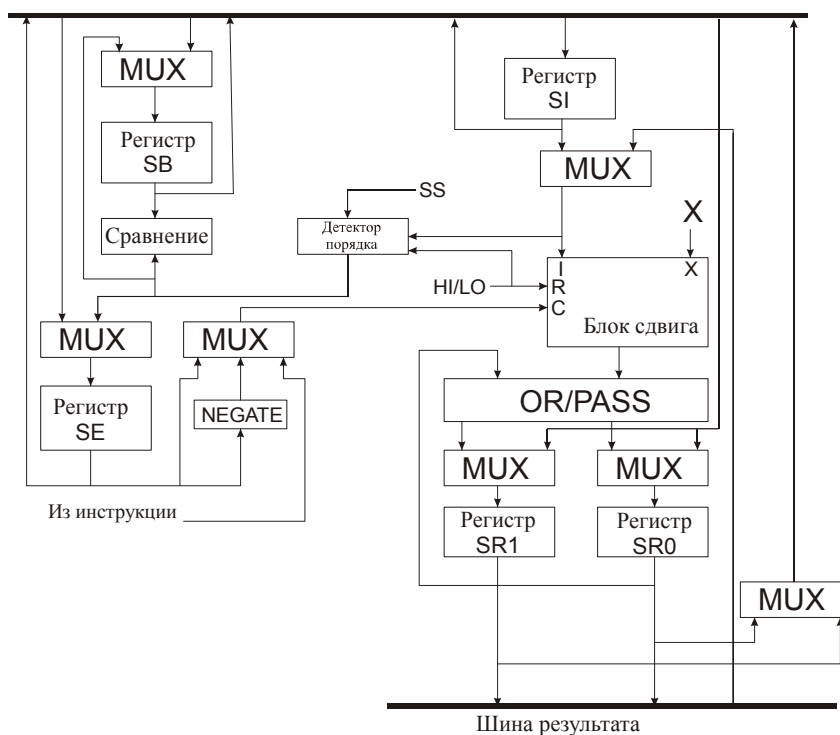 MUX
Регистр
SB
Сравнение
Регистр
SI
MUX
SS
Детектор
порядка
X
HI/LO
I
R
C
X
Блок сдвига
MUX
MUX
Регистр
SE
NEGATE
Из инструкции
OR/PASS
MUX
MUX
Регистр
SR1
Регистр
SR0
MUX
Шина результата